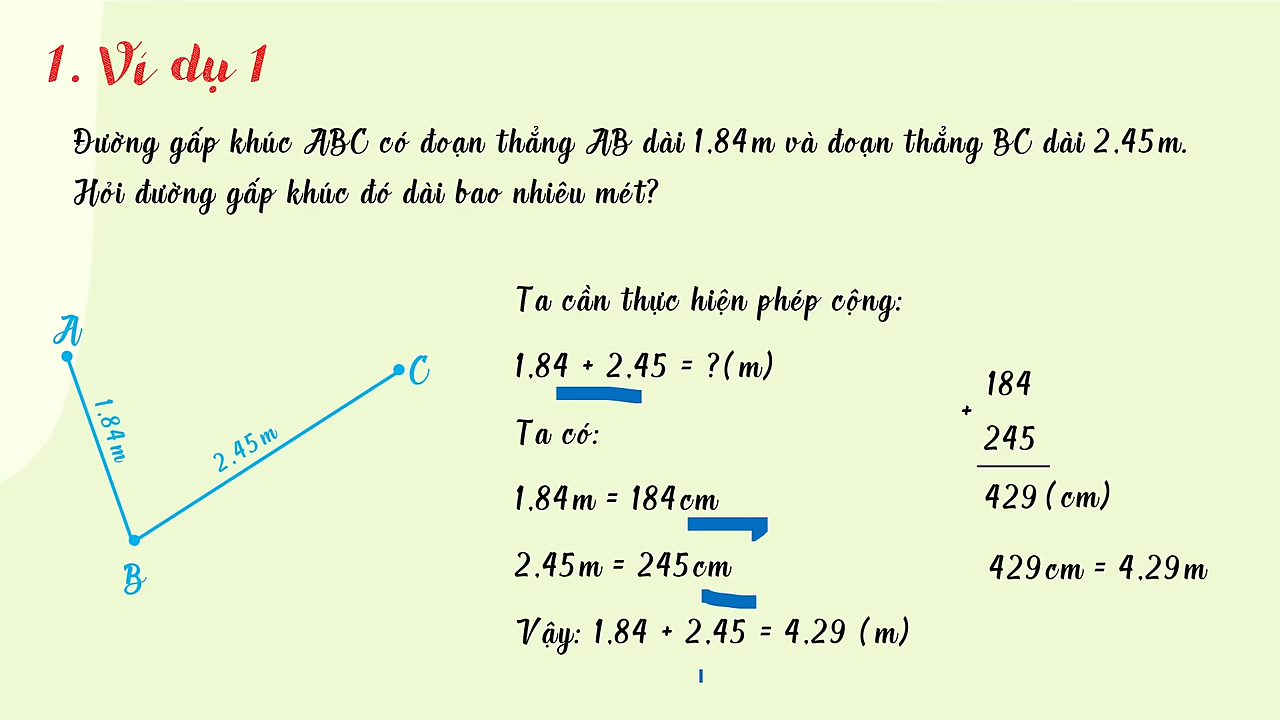 1. Ví dụ 1
Đường gấp khúc ABC có đoạn thẳng AB dài 1,84m và đoạn thẳng BC dài 2,45m.
Hỏi đường gấp khúc đó dài bao nhiêu mét?
A
C
B
1,84m
2,45m
Ta cần thực hiện phép cộng:
1,84 + 2,45 = ?(m)
Ta có:
1,84m = 184cm
2,45m = 245cm
Vậy: 1,84 + 2,45 = 4,29 (m)
184
+
245
429 (cm)
429cm = 4,29m